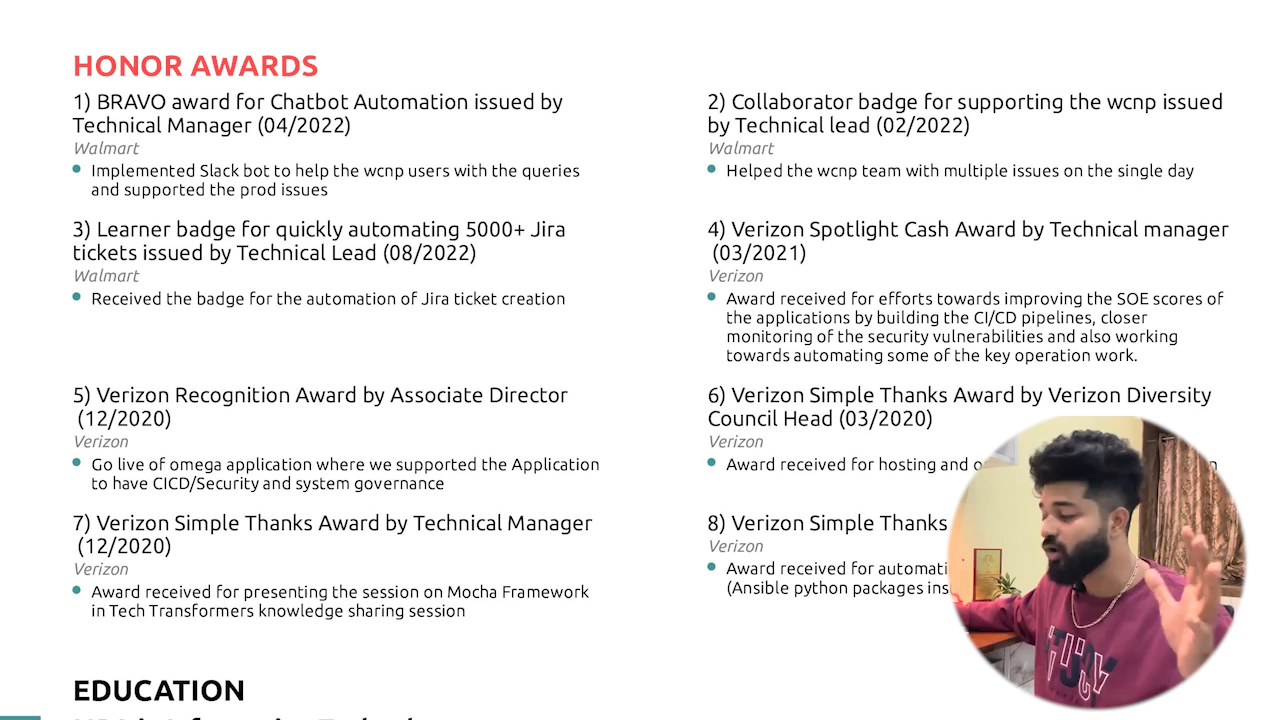 HONOR AWARDS
1) BRAVO award for Chatbot Automation issued by
Technical Manager (04/2022)
Walmart
Implemented Slack bot to help the wcnp users with the queries
and supported the prod issues
2) Collaborator badge for supporting the wcnp issued
by Technical lead (02/2022)
Walmart
Helped the wcnp team with multiple issues on the single day
3) Learner badge for quickly automating 5000+ Jira
tickets issued by Technical Lead (08/2022)
Walmart
Received the badge for the automation of Jira ticket creation
4) Verizon Spotlight Cash Award by Technical manager
(03/2021)
Verizon
Award received for efforts towards improving the SOE scores of
the applications by building the CI/CD pipelines, closer
monitoring of the security vulnerabilities and also working
towards automating some of the key operation work.
5) Verizon Recognition Award by Associate Director
(12/2020)
Verizon
Go live of omega application where we supported the Application
to have CICD/Security and system governance
6) Verizon Simple Thanks Award by Verizon Diversity
Council Head (03/2020)
Verizon
Award received for hosting and
7) Verizon Simple Thanks Award by Technical Manager
(12/2020)
Verizon
Award received for presenting the session on Mocha Framework
in Tech Transformers knowledge sharing session
8) Verizon Simple Thanks
Verizon
Award received for
(Ansible python packages
EDUCATION